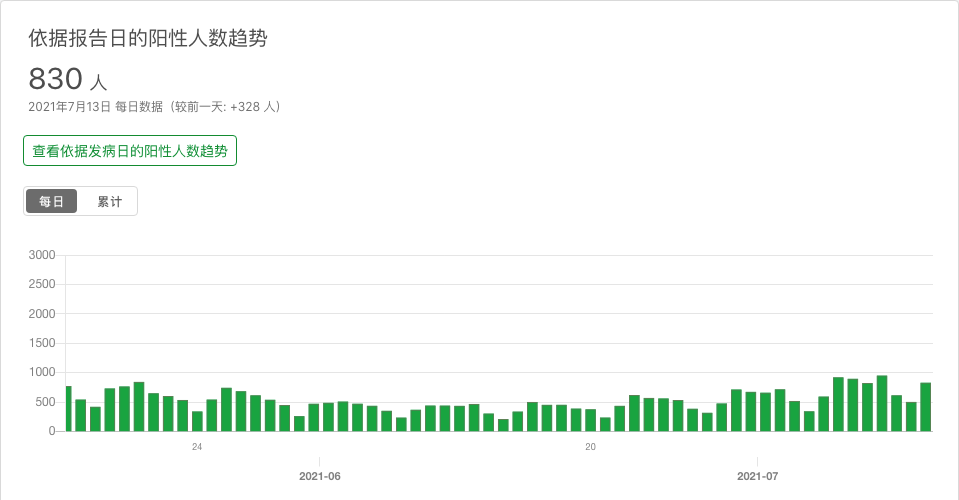 依据报告日的阳性人数趋势
830 人
2021年7月13日 每日数据（较前一天: +328 人）
查看依据发病日的阳性人数趋势
每日 累计
3000
2500
2000
1500
1000
500
0
24 20
2021-06 2021-07